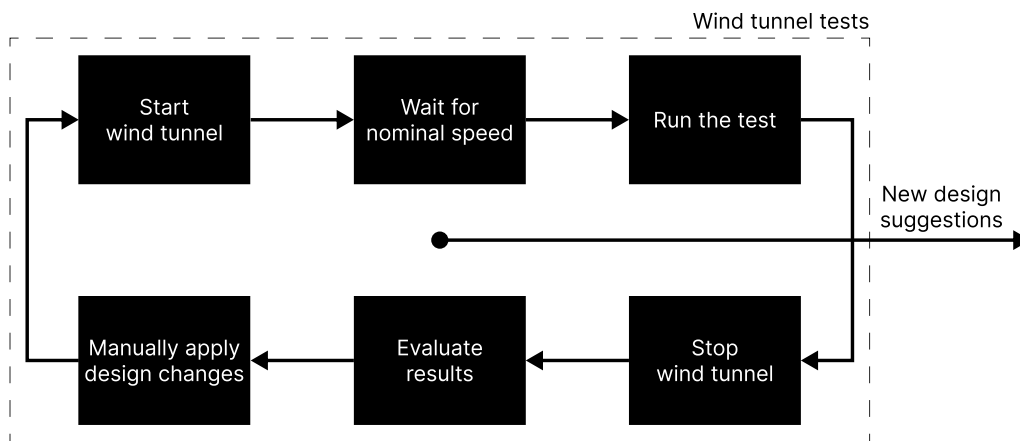 Wind tunnel tests
Start
wind tunnel
Wait for
nominal speed
Run the test
New design
suggestions
Manually apply
design changes
Evaluate
results
Stop
wind tunnel